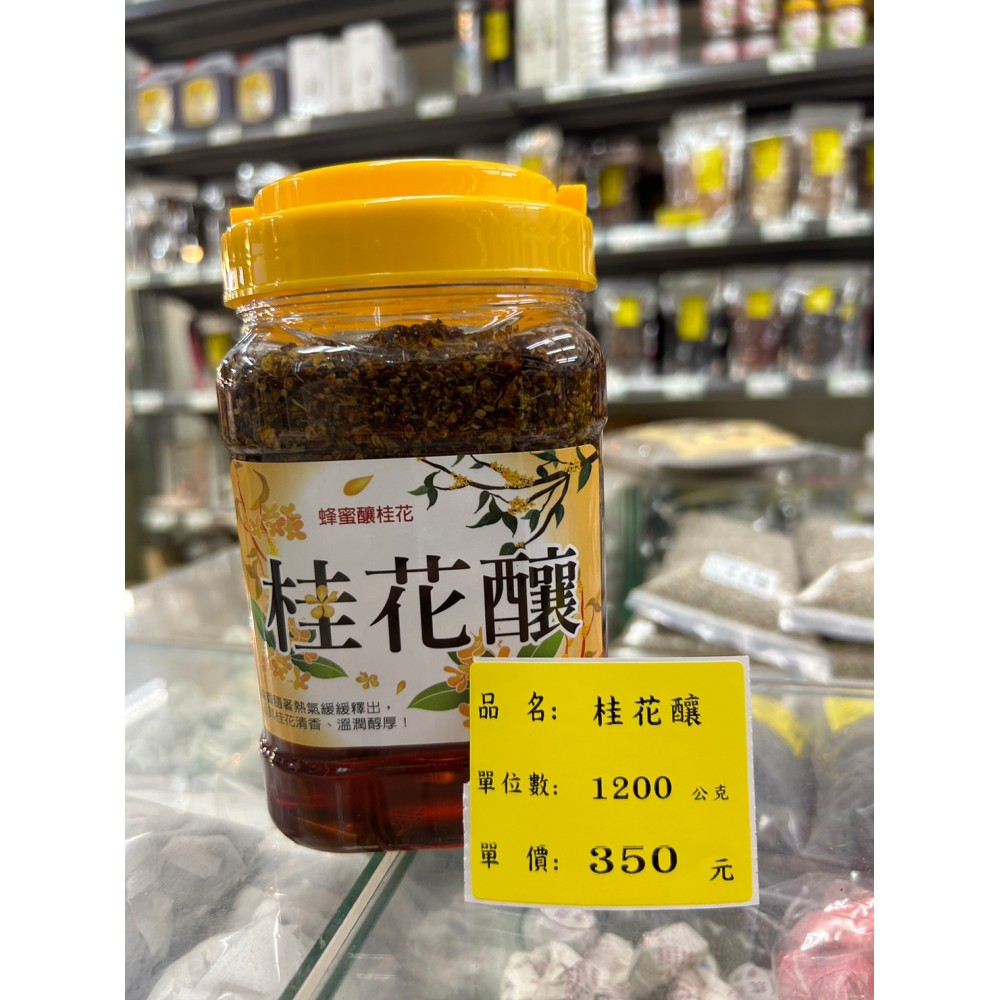 蜂蜜釀桂花
桂花釀
隨著熱氣緩緩釋出，
桂花清香、溫潤醇厚！
品名: 桂花釀
單位數: 1200 公克
單價: 350 元